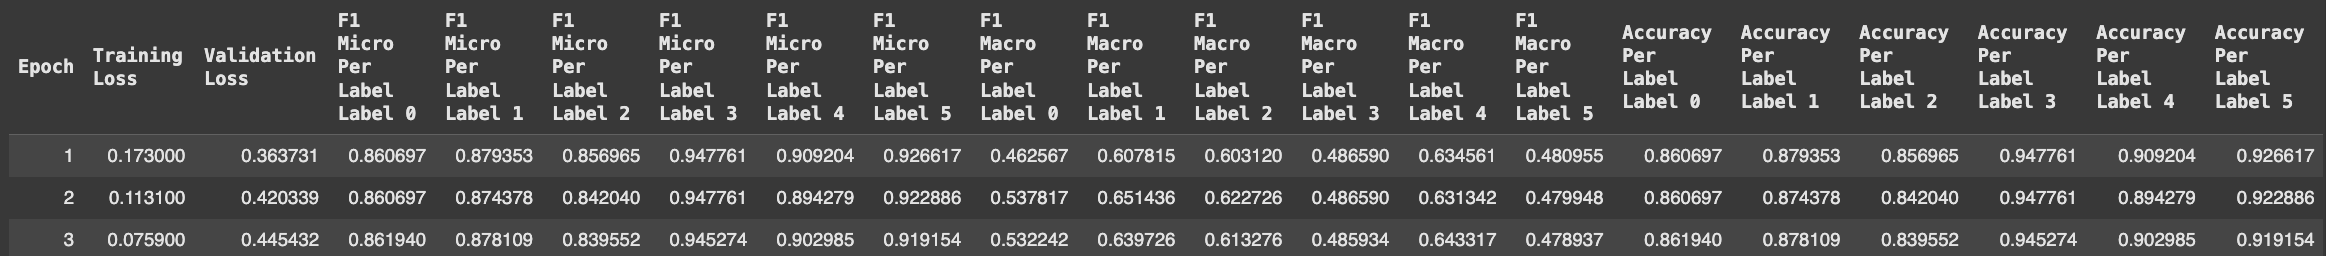 Epoch Training Loss Validation Loss F1 Micro Per Label Label 0 F1 Micro Per Label Label 1 F1 Micro Per Label Label 2 F1 Micro Per Label Label 3 F1 Micro Per Label Label 4 F1 Micro Per Label Label 5 F1 Macro Per Label Label 0 F1 Macro Per Label Label 1 F1 Macro Per Label Label 2 F1 Macro Per Label Label 3 F1 Macro Per Label Label 4 F1 Macro Per Label Label 5 Accuracy Per Label Label 0 Accuracy Per Label Label 1 Accuracy Per Label Label 2 Accuracy Per Label Label 3 Accuracy Per Label Label 4 Accuracy Per Label Label 5
1 0.173000 0.363731 0.860697 0.879353 0.856965 0.947761 0.909204 0.926617 0.462567 0.607815 0.603120 0.486590 0.634561 0.480955 0.860697 0.879353 0.856965 0.947761 0.909204 0.926617
2 0.113100 0.420339 0.860697 0.874378 0.842040 0.947761 0.894279 0.922886 0.537817 0.651436 0.622726 0.486590 0.631342 0.479948 0.860697 0.874378 0.842040 0.947761 0.894279 0.922886
3 0.075900 0.445432 0.861940 0.878109 0.839552 0.945274 0.902985 0.919154 0.532242 0.639726 0.613276 0.485934 0.643317 0.478937 0.861940 0.878109 0.839552 0.945274 0.902985 0.919154